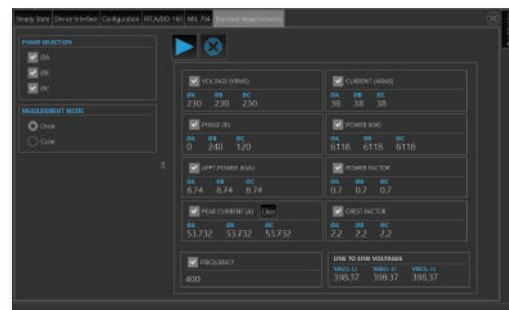 Steady State Device Interface Configuration RTCA/DO-160 MIL 704 Standard Measurements
PHASE SELECTION
ØA
ØB
ØC
MEASUREMENT MODE
Once
Cycle
VOLTAGE (VRMS)
ØA ØB ØC
230 230 230
CURRENT (ARMS)
ØA ØB ØC
38 38 38
PHASE (Θ)
ØA ØB ØC
0 240 120
POWER (kW)
ØA ØB ØC
6118 6118 6118
APPT.POWER (kVA)
ØA ØB ØC
8.74 8.74 8.74
POWER FACTOR
ØA ØB ØC
0.7 0.7 0.7
PEAK CURRENT (A) Clear
ØA ØB ØC
53.732 53.732 53.732
CREST FACTOR
ØA ØB ØC
2.2 2.2 2.2
FREQUENCY
400
LINE TO LINE VOLTAGES
398.37 398.37 398.37